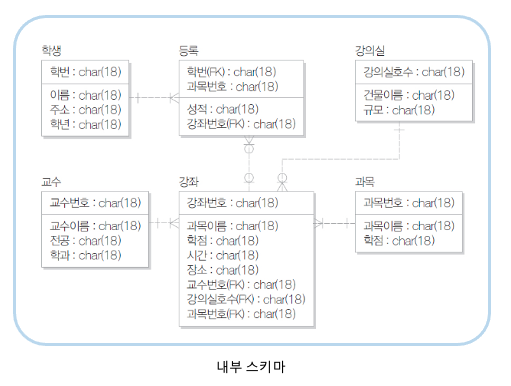 학생
학번 : char(18)
이름 : char(18)
주소 : char(18)
학년 : char(18)
등록
학번(FK) : char(18)
과목번호 : char(18)
성적 : char(18)
강좌번호(FK) : char(18)
강의실
강의실호수 : char(18)
건물이름 : char(18)
규모 : char(18)
교수
교수번호 : char(18)
교수이름 : char(18)
전공 : char(18)
학과 : char(18)
강좌
강좌번호 : char(18)
과목이름 : char(18)
학점 : char(18)
시간 : char(18)
장소 : char(18)
교수번호(FK) : char(18)
강의실호수(FK) : char(18)
과목번호(FK) : char(18)
과목
과목번호 : char(18)
과목이름 : char(18)
학점 : char(18)
내부 스키마